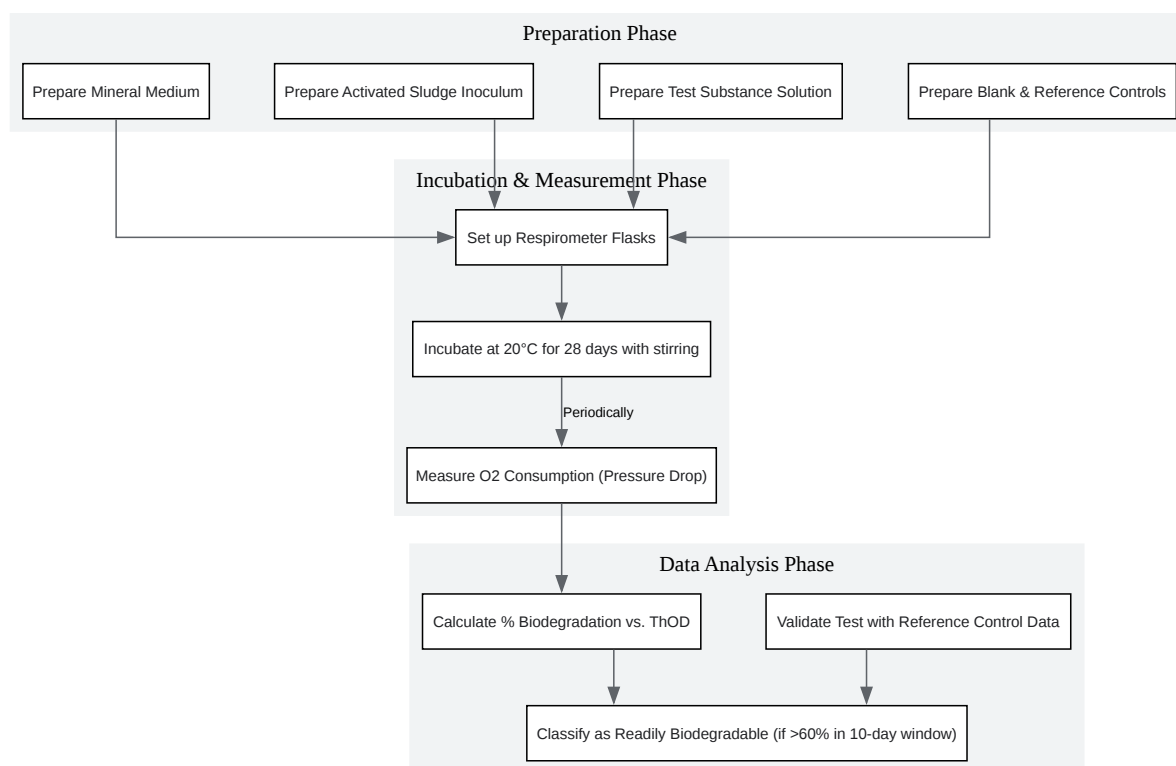 Preparation Phase
Prepare Mineral Medium
Prepare Activated Sludge Inoculum
Prepare Test Substance Solution
Prepare Blank & Reference Controls
Incubation & Measurement Phase
Set up Respirometer Flasks
Incubate at 20°C for 28 days with stirring
Periodically
Measure O2 Consumption (Pressure Drop)
Data Analysis Phase
Calculate % Biodegradation vs. ThOD
Validate Test with Reference Control Data
Classify as Readily Biodegradable (if >60% in 10-day window)